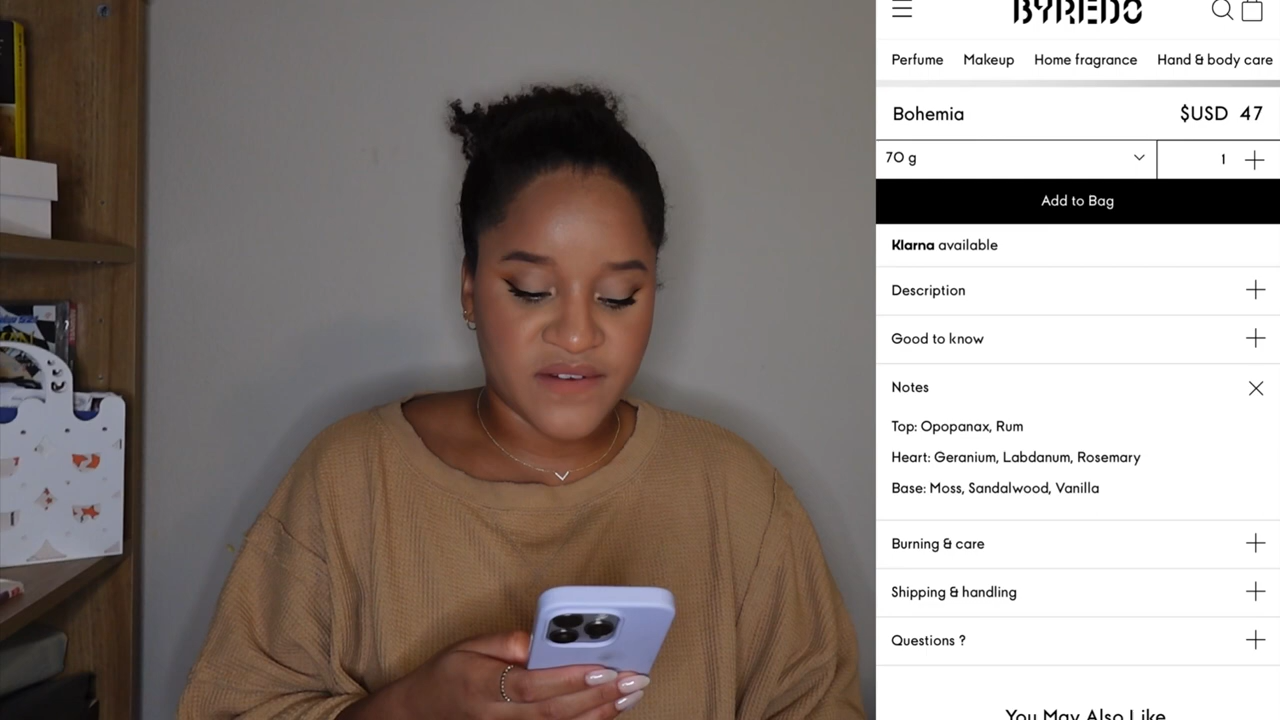 BYREDO
Perfume Makeup Home fragrance Hand & body care
Bohemia $USD 47
70 g 1
Add to Bag
Klarna available
Description
Good to know
Notes
Top: Opopanax, Rum
Heart: Geranium, Labdanum, Rosemary
Base: Moss, Sandalwood, Vanilla
Burning & care
Shipping & handling
Questions ?
You May Also Like